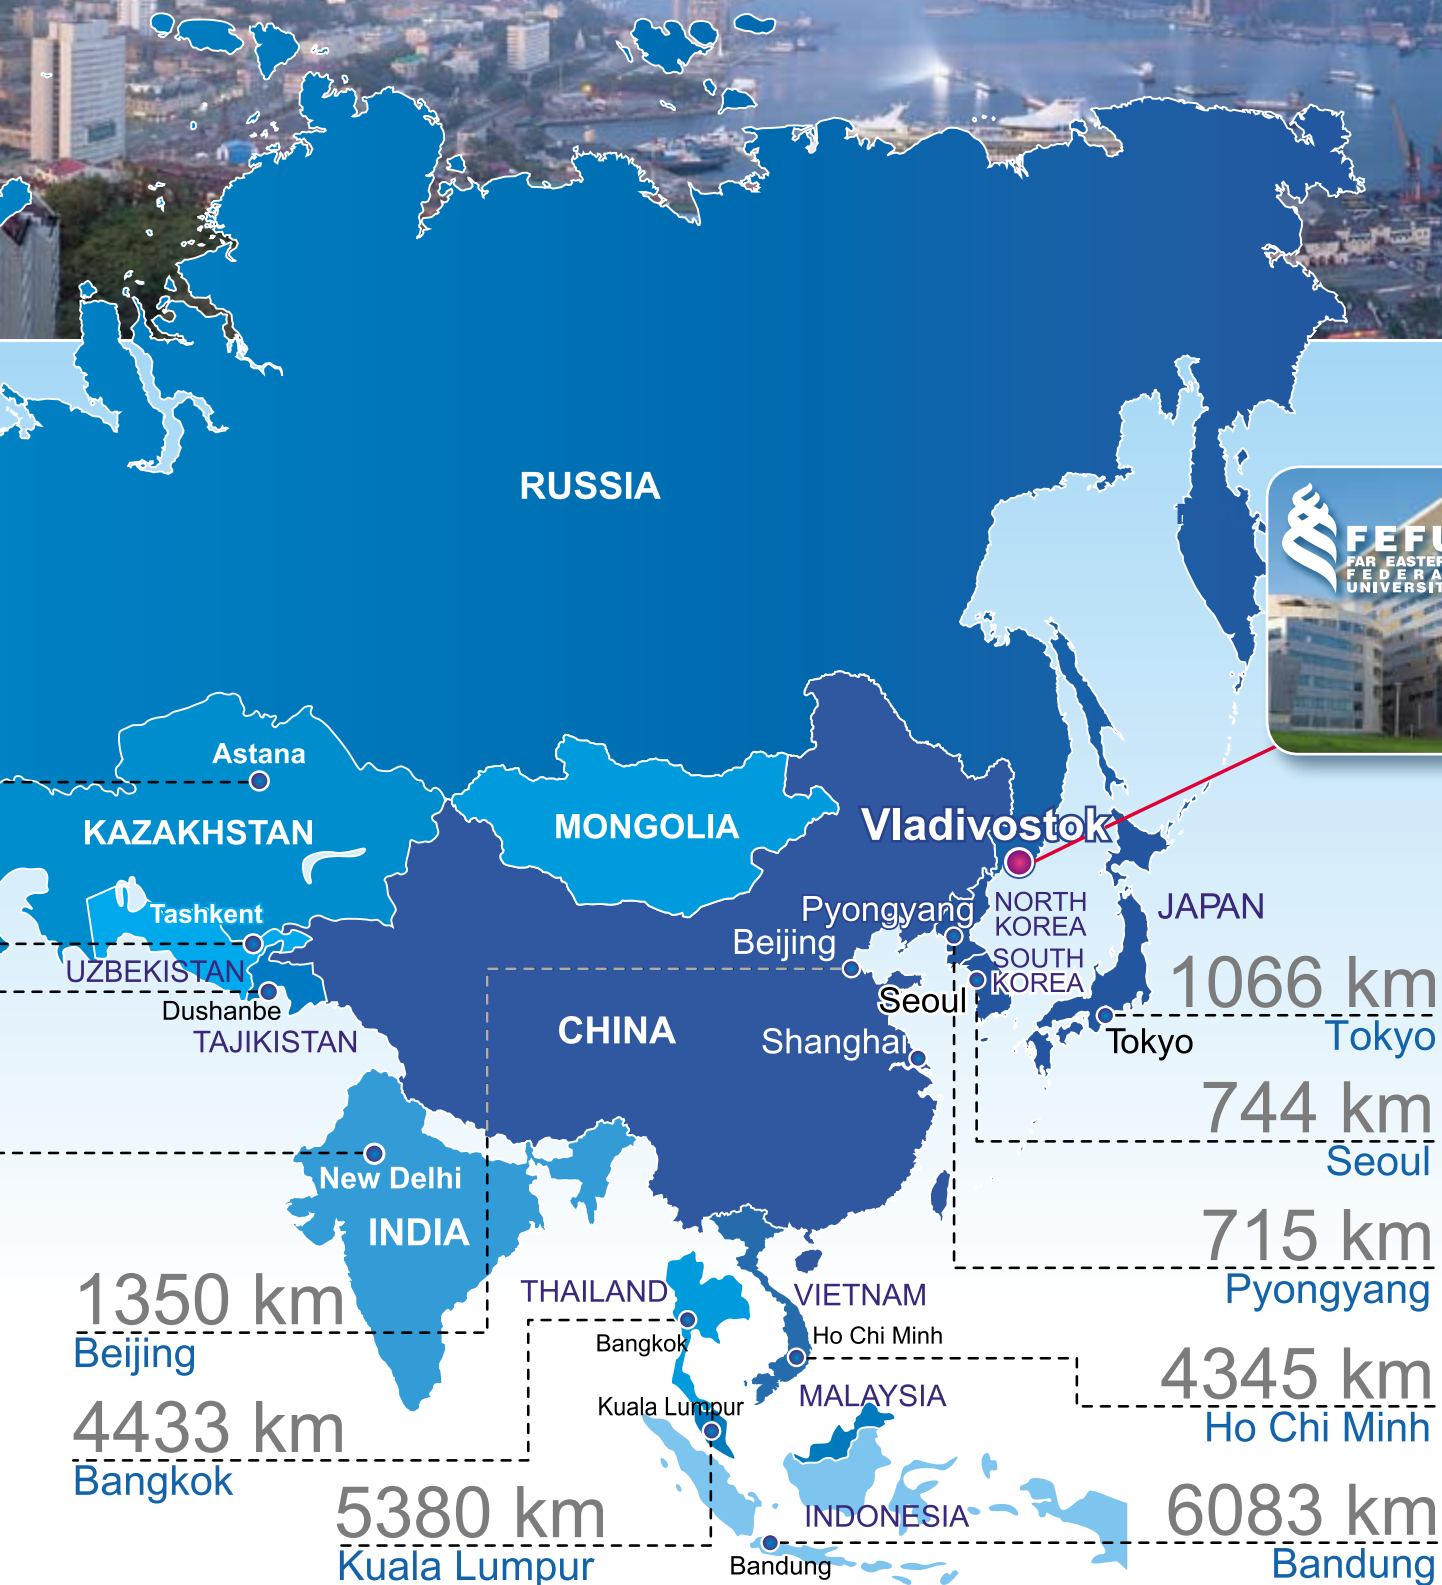 RUSSIA
FEFU
FAR EASTER
FEDERA
UNIVERSIT
Astana
KAZAKHSTAN
MONGOLIA
Vladivostok
Tashkent
UZBEKISTAN
Dushanbe
TAJIKISTAN
Pyongyang
NORTH
KOREA
JAPAN
Beijing
SOUTH
KOREA
Seoul
CHINA
Shanghai
Tokyo
1066 km
Tokyo
744 km
Seoul
New Delhi
INDIA
715 km
Pyongyang
1350 km
Beijing
THAILAND
Bangkok
VIETNAM
Ho Chi Minh
4345 km
Ho Chi Minh
4433 km
Bangkok
Kuala Lumpur
MALAYSIA
5380 km
Kuala Lumpur
INDONESIA
Bandung
6083 km
Bandung